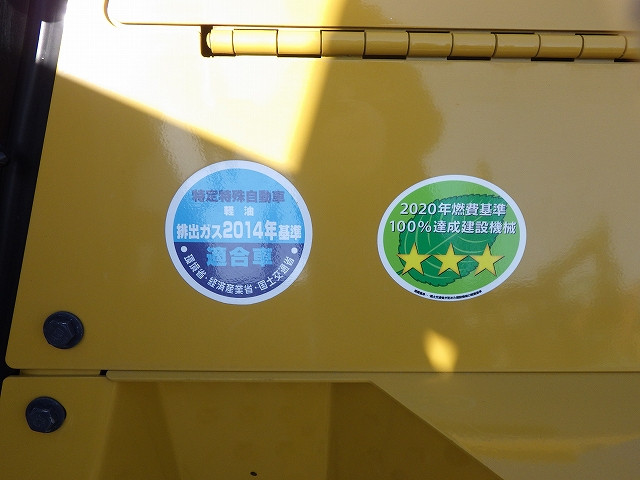 特定特殊自動車
軽油
排出ガス2014年基準
適合車
・環境省・経済産業省・国土交通省・
2020年燃費基準
100%達成建設機械